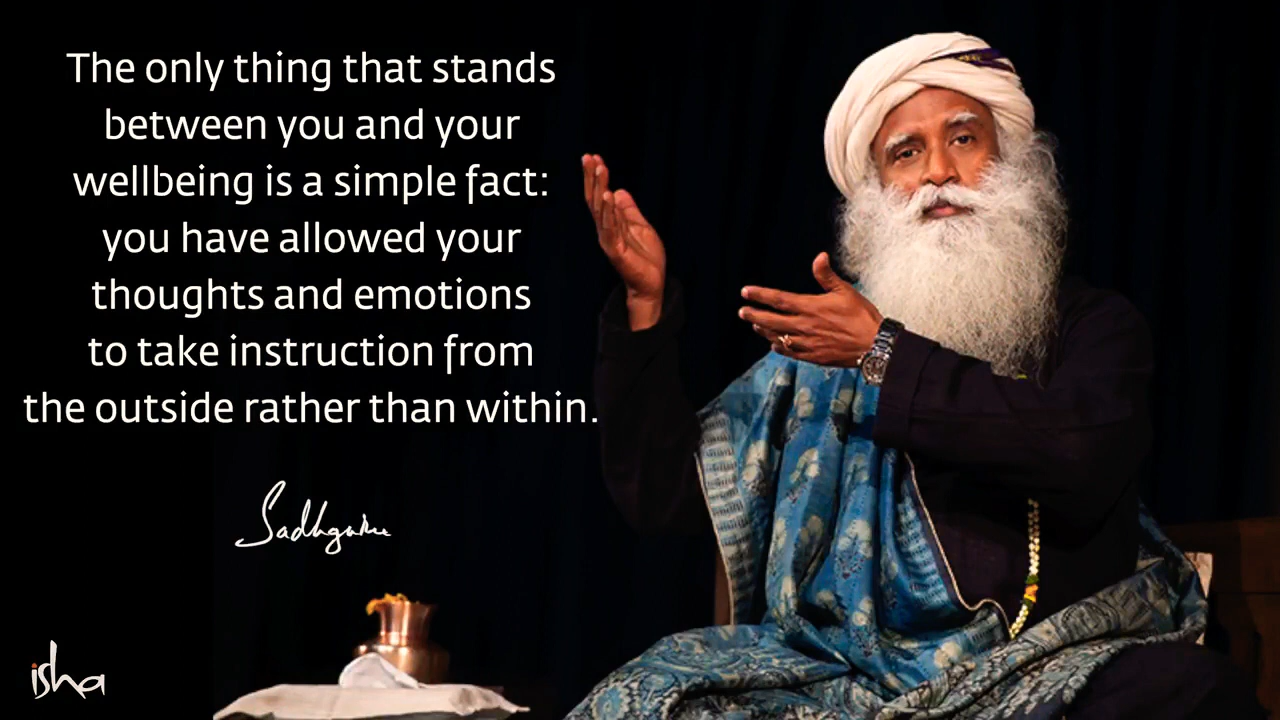 The only thing that stands
between you and your
wellbeing is a simple fact:
you have allowed your
thoughts and emotions
to take instruction from
the outside rather than within.
Sadhguru
isha